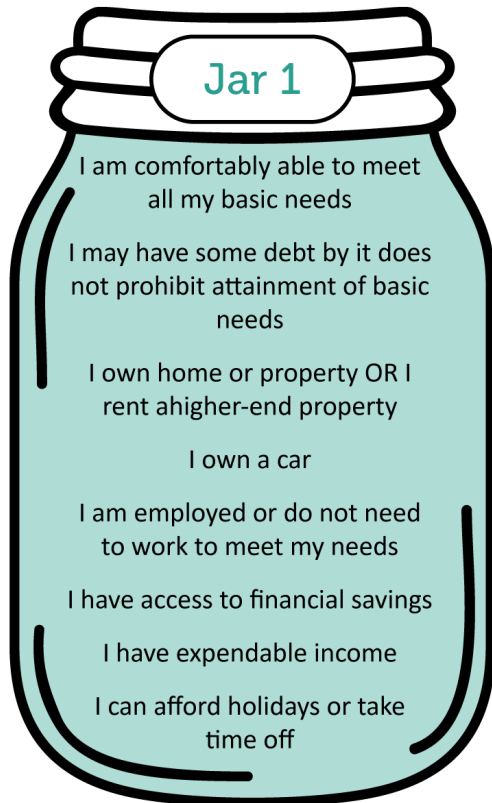 Jar 1
I am comfortably able to meet
all my basic needs
I may have some debt by it does
not prohibit attainment of basic
needs
I own home or property OR I
rent ahigher-end property
I own a car
I am employed or do not need
to work to meet my needs
I have access to financial savings
I have expendable income
I can afford holidays or take
time off